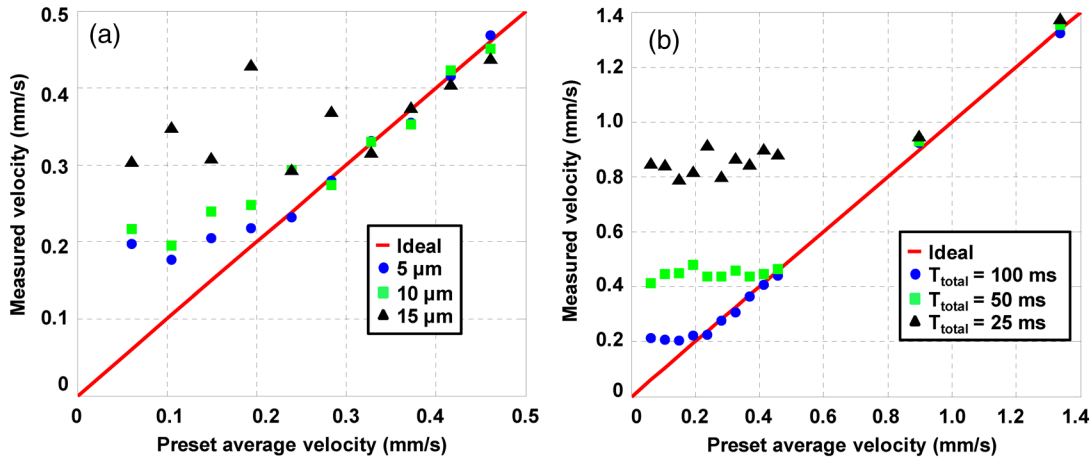 (a)
Measured velocity (mm/s)
0.5
0.4
0.3
0.2
0.1
0
0
0.1
0.2
0.3
0.4
0.5
Preset average velocity (mm/s)
Ideal
5 µm
10 µm
15 µm
(b)
Measured velocity (mm/s)
1.4
1.2
1.0
0.8
0.6
0.4
0.2
0
0
0.2
0.4
0.6
0.8
1.0
1.2
1.4
Preset average velocity (mm/s)
Ideal
T_total = 100 ms
T_total = 50 ms
T_total = 25 ms